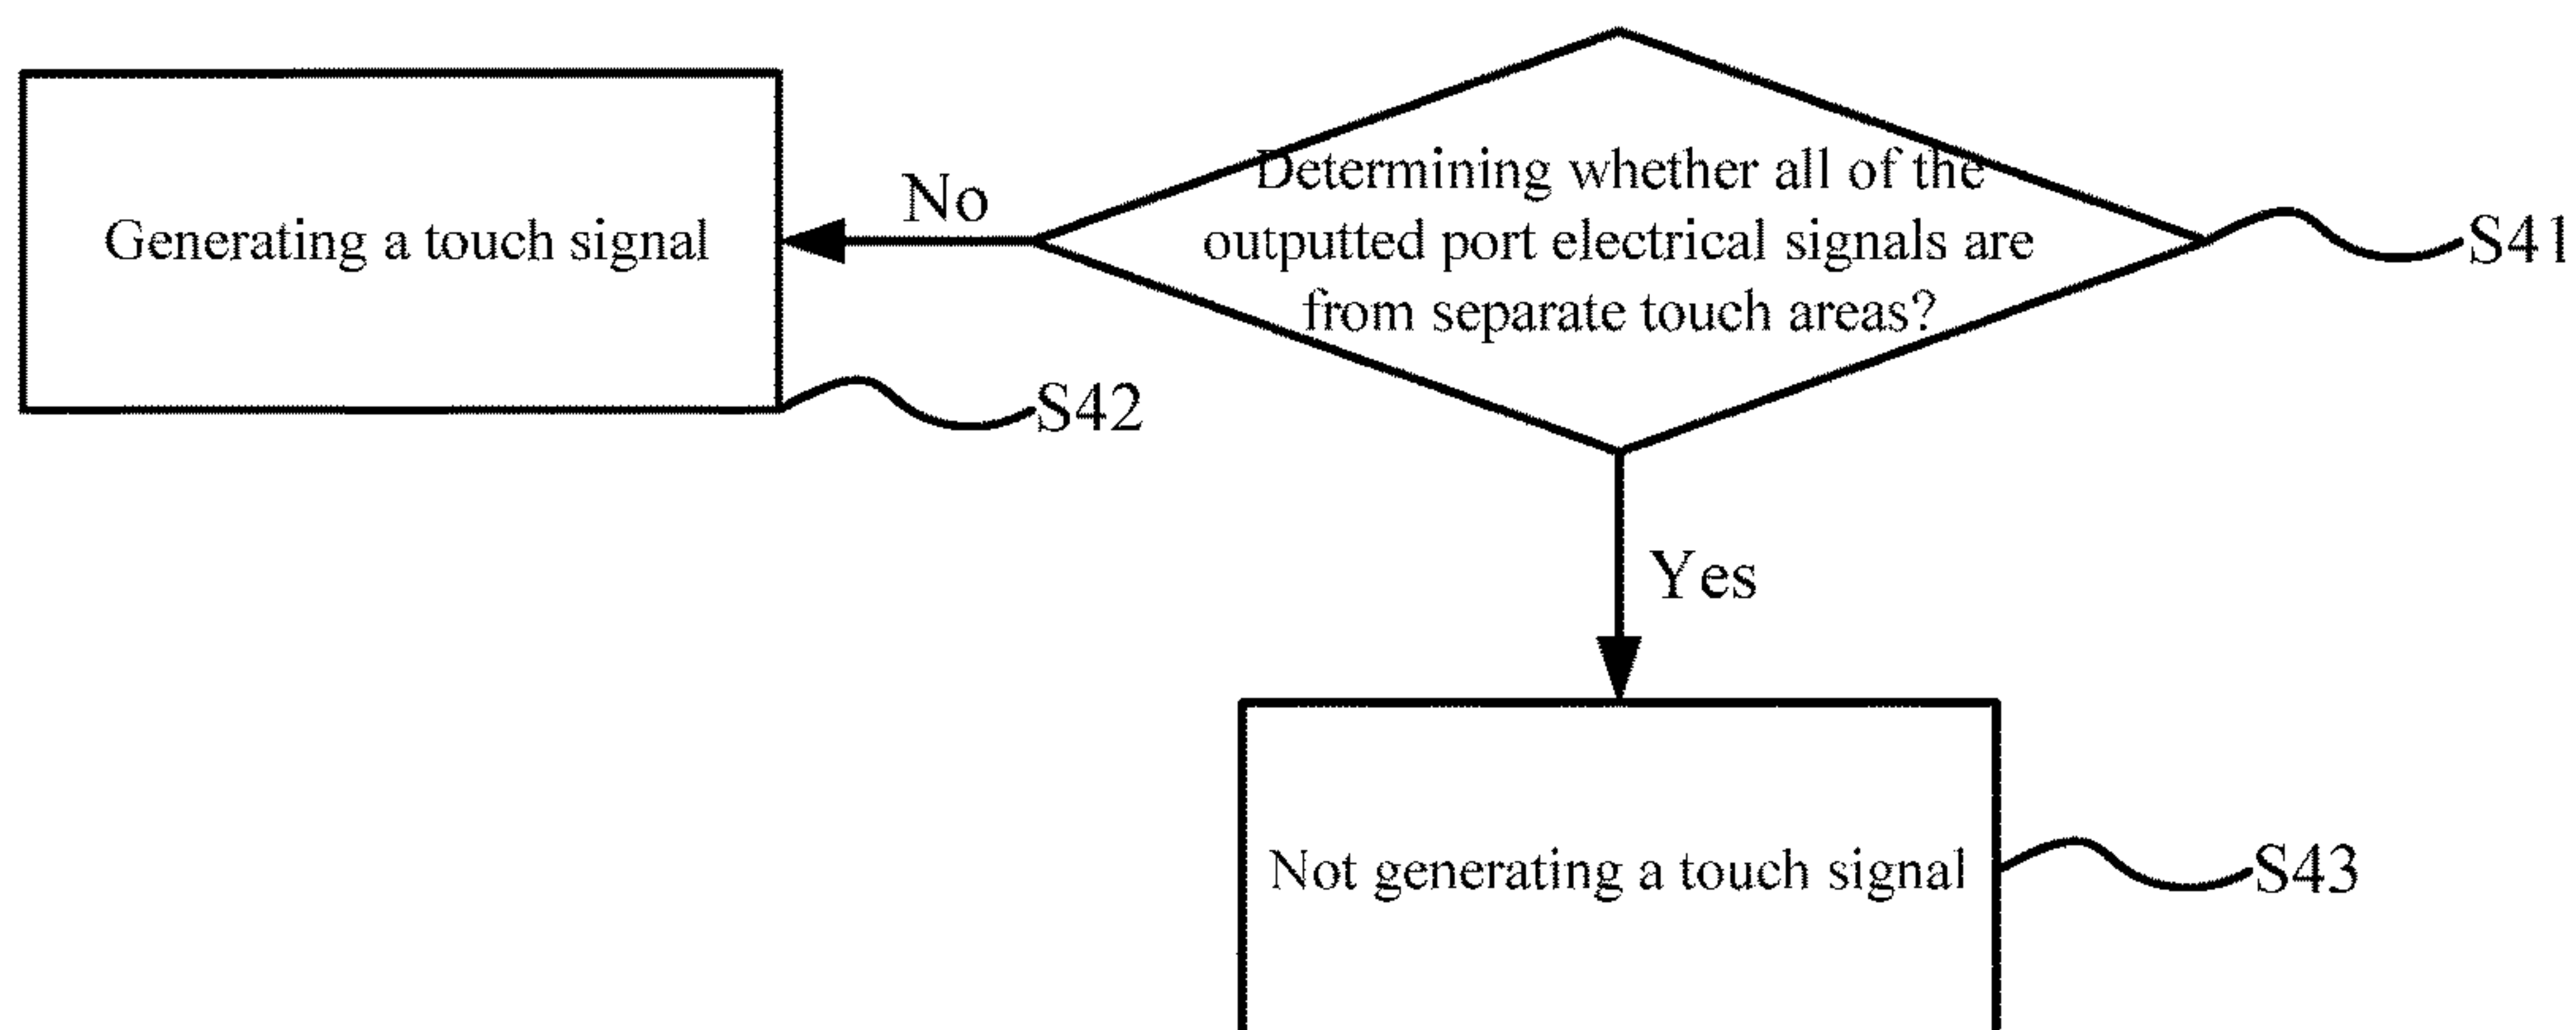 Generating a touch signal
S42
No
Determining whether all of the
outputted port electrical signals are
from separate touch areas?
S41
Yes
Not generating a touch signal
S43